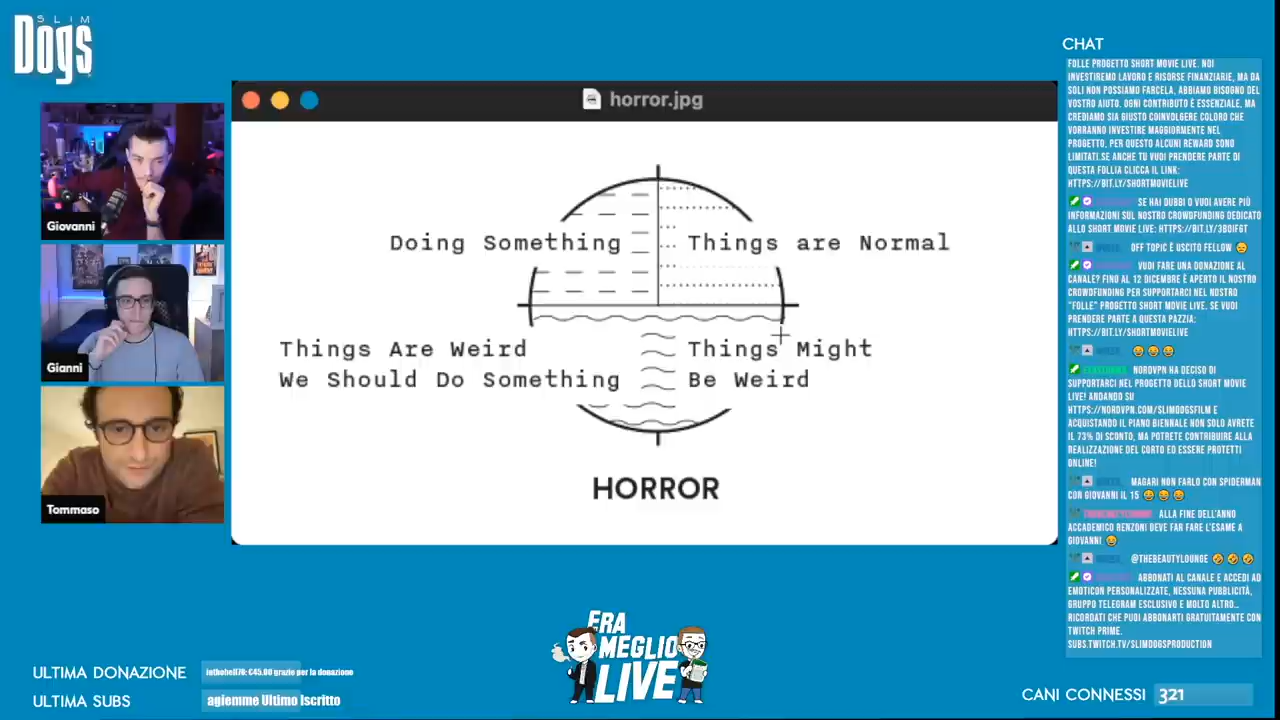 SLIM
Dogs
CHAT
horror.jpg
Giovanni
Gianni
Tommaso
Doing Something
Things are Normal
Things Are Weird
We Should Do Something
Things Might
Be Weird
HORROR
FOLLE PROGETTO SHORT MOVIE LIVE. NOI
INVESTIREMO LAVORO E RISORSE FINANZIARIE, MA DA
SOLI NON POSSIAMO FARCELA, ABBIAMO BISOGNO DEL
VOSTRO AIUTO. OGNI CONTRIBUTO È ESSENZIALE, MA
CREDIAMO SIA GIUSTO COINVOLGERE COLORO CHE
VORRANNO INVESTIRE MAGGIORMENTE NEL
PROGETTO, PER QUESTO ALCUNI REWARD SONO
LIMITATI.SE ANCHE TU VUOI PRENDERE PARTE DI
QUESTA FOLLIA CLICCA IL LINK:
HTTPS://BIT.LY/SHORTMOVIELIVE
SE HAI DUBBI O VUOI AVERE PIÙ
INFORMAZIONI SUL NOSTRO CROWDFUNDING DEDICATO
ALLO SHORT MOVIE LIVE: HTTPS://BIT.LY/3BOIF6T
OFF TOPIC È USCITO FELLOW 😔
VUOI FARE UNA DONAZIONE AL
CANALE? FINO AL 12 DICEMBRE È APERTO IL NOSTRO
CROWDFUNDING PER SUPPORTARCI NEL NOSTRO
"FOLLE" PROGETTO SHORT MOVIE LIVE. SE VUOI
PRENDERE PARTE A QUESTA PAZZIA:
HTTPS://BIT.LY/SHORTMOVIELIVE
😂😂😂
NORDVPN HA DECISO DI
SUPPORTARCI NEL PROGETTO DELLO SHORT MOVIE
LIVE! ANDANDO SU
HTTPS://NORDVPN.COM/SLIMDOGSFILM E
ACQUISTANDO IL PIANO BIENNALE NON SOLO AVRETE
IL 73% DI SCONTO, MA POTRETE CONTRIBUIRE ALLA
REALIZZAZIONE DEL CORTO ED ESSERE PROTETTI
ONLINE!
MAGARI NON FARLO CON SPIDERMAN
CON GIOVANNI IL 15 😂😂😂
ALLA FINE DELL'ANNO
ACCADEMICO RENZONI DEVE FAR FARE L'ESAME A
GIOVANNI 😂
@THEBEAUTYLOUNGE 🤣🤣🤣
ABBONATI AL CANALE E ACCEDI AD
EMOTICON PERSONALIZZATE, NESSUNA PUBBLICITÀ,
GRUPPO TELEGRAM ESCLUSIVO E MOLTO ALTRO...
RICORDATI CHE PUOI ABBONARTI GRATUITAMENTE CON
TWITCH PRIME.
SUBS.TWITCH.TV/SLIMDOGSPRODUCTION
ERA
MEGLIO
LIVE
ULTIMA DONAZIONE
€45.00 grazie per la donazione
ULTIMA SUBS
agiemme Ultimo Iscritto
CANI CONNESSI 321